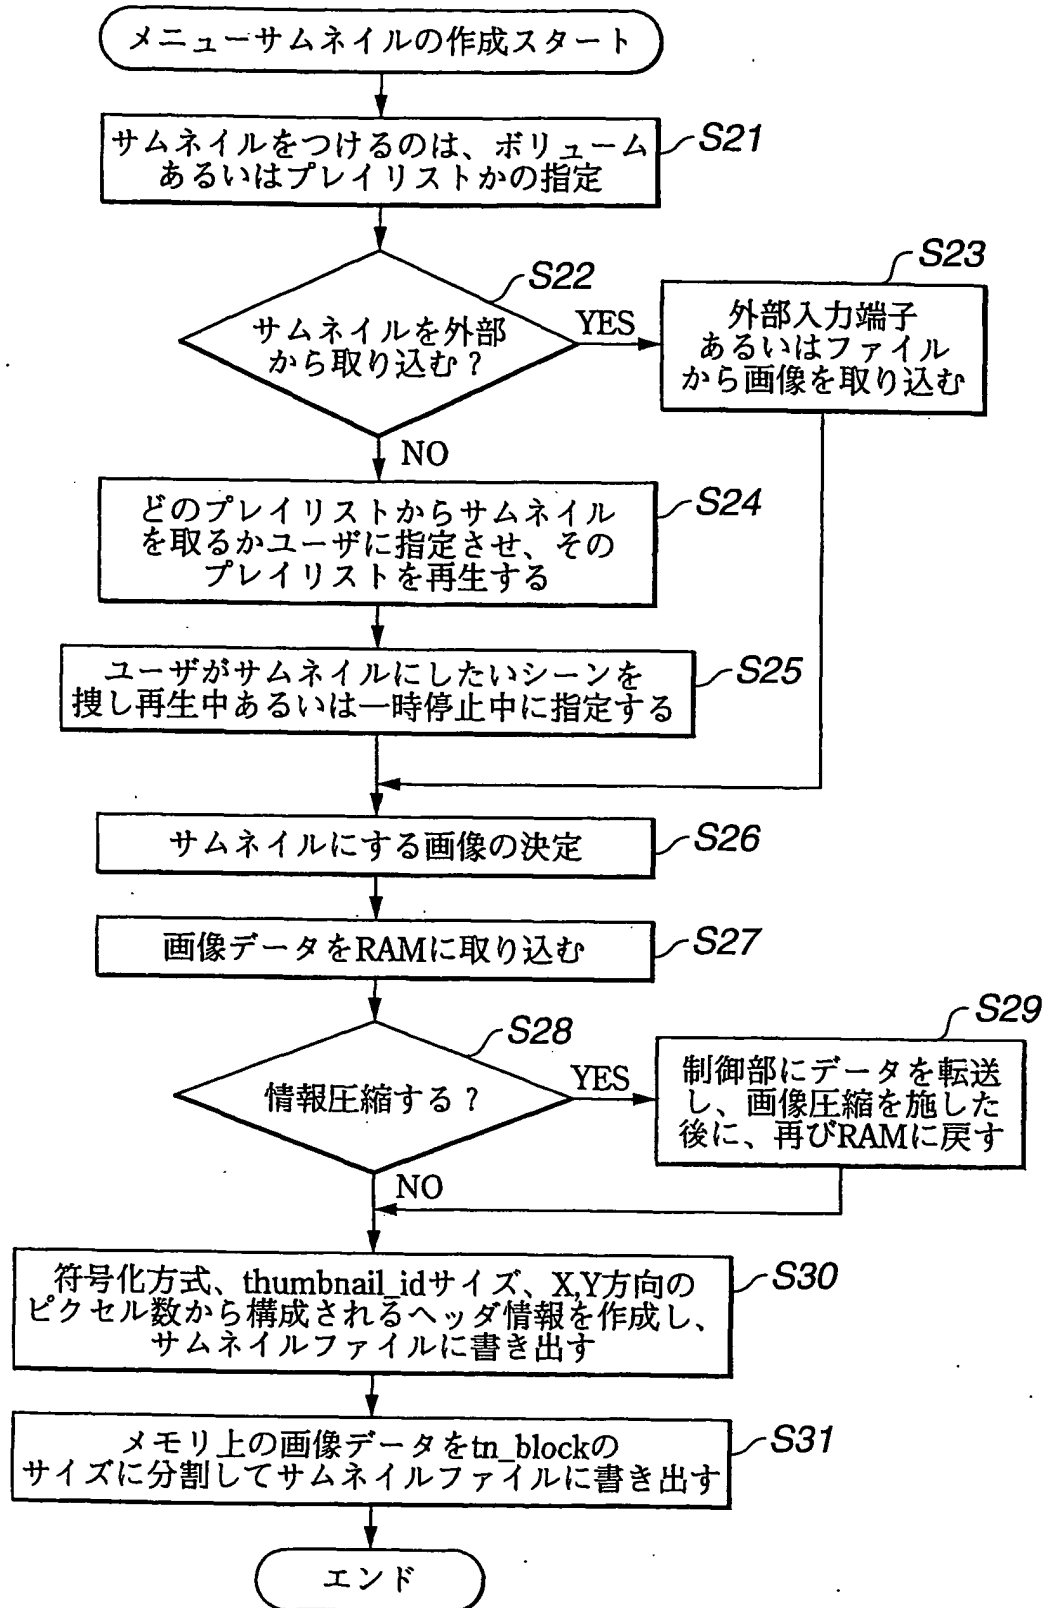 メニューサムネイルの作成スタート
サムネイルをつけるのは、ボリューム
あるいはプレイリストかの指定
S21
サムネイルを外部
から取り込む？
S22
YES
NO
外部入力端子
あるいはファイル
から画像を取り込む
S23
どのプレイリストからサムネイル
を取るかユーザに指定させ、その
プレイリストを再生する
S24
ユーザがサムネイルにしたいシーンを
捜し再生中あるいは一時停止中に指定する
S25
サムネイルにする画像の決定
S26
画像データをRAMに取り込む
S27
情報圧縮する？
S28
YES
NO
制御部にデータを転送
し、画像圧縮を施した
後に、再びRAMに戻す
S29
符号化方式、thumbnail_idサイズ、X,Y方向の
ピクセル数から構成されるヘッダ情報を作成し、
サムネイルファイルに書き出す
S30
メモリ上の画像データをtn_blockの
サイズに分割してサムネイルファイルに書き出す
S31
エンド